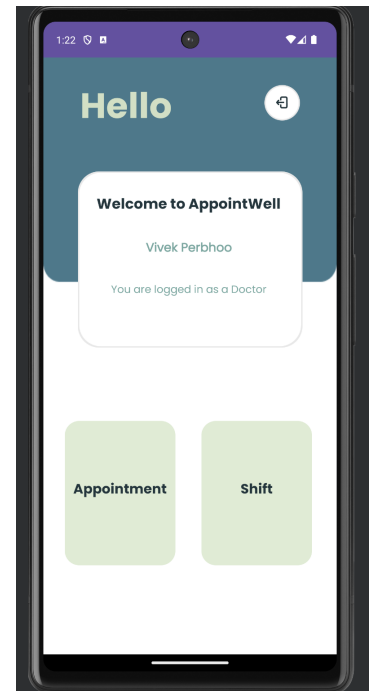 1:22
Hello
Welcome to AppointWell
Vivek Perbhoo
You are logged in as a Doctor
Appointment
Shift